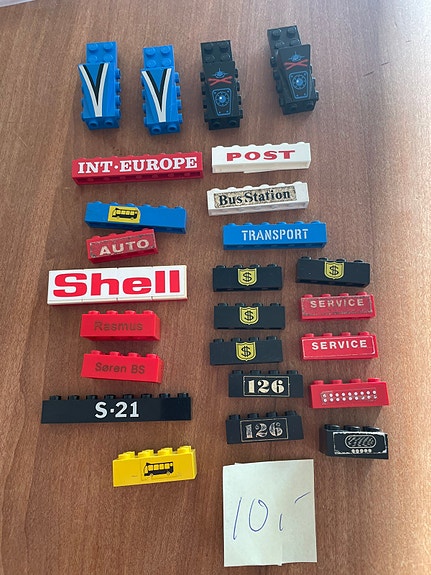 INT·EUROPE
POST
Bus Station
AUTO
TRANSPORT
Shell
$
$
$
$
SERVICE
Rasmus
SERVICE
Søren BS
126
S·21
126
10,-